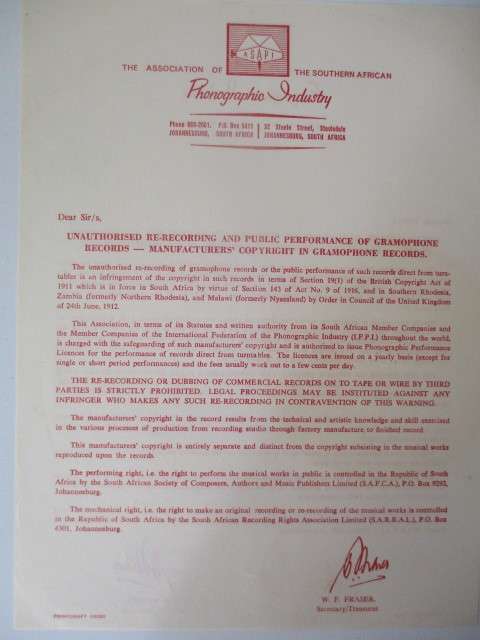 A.S.A.P.I.
THE ASSOCIATION OF THE SOUTHERN AFRICAN
Phonographic Industry
P.O. Box
32 Steele Street, Steeledale
JOHANNESBURG, SOUTH AFRICA
JOHANNESBURG, SOUTH AFRICA
Dear Sir/s,
UNAUTHORISED RE-RECORDING AND PUBLIC PERFORMANCE OF GRAMOPHONE
RECORDS — MANUFACTURERS' COPYRIGHT IN GRAMOPHONE RECORDS.
The unauthorised re-recording of gramophone records or the public performance of such records direct from turn-
tables is an infringement of the copyright in such records in terms of Section 19(1) of the British Copyright Act of
1911 which is in force in South Africa by virtue of Section 143 of Act No. 9 of 1916, and in Southern Rhodesia,
Zambia (formerly Northern Rhodesia), and Malawi (formerly Nyasaland) by Order in Council of the United Kingdom
of 24th June, 1912.
This Association, in terms of its Statutes and written authority from its South African Member Companies and
the Member Companies of the International Federation of the Phonographic Industry (I.F.P.I.) throughout the world,
is charged with the safeguarding of such manufacturers' copyright and is authorised to issue Phonographic Performance
Licences for the performance of records direct from turntables. The licences are issued on a yearly basis (except for
single or short period performances) and the fees usually work out to a few cents per day.
THE RE-RECORDING OR DUBBING OF COMMERCIAL RECORDS ON TO TAPE OR WIRE BY THIRD
PARTIES IS STRICTLY PROHIBITED. LEGAL PROCEEDINGS MAY BE INSTITUTED AGAINST ANY
INFRINGER WHO MAKES ANY SUCH RE-RECORDING IN CONTRAVENTION OF THIS WARNING.
The manufacturers' copyright in the record results from the technical and artistic knowledge and skill exercised
in the various processes of production from recording studio through factory manufacture to finished record.
This manufacturers' copyright is entirely separate and distinct from the copyright subsisting in the musical works
reproduced upon the records.
The performing right, i.e. the right to perform the musical works in public is controlled in the Republic of South
Africa by the South African Society of Composers, Authors and Music Publishers Limited (S.A.F.C.A.), P.O. Box 9292,
Johannesburg.
The mechanical right, i.e. the right to make an original recording or re-recording of the musical works is controlled
in the Republic of South Africa by the South African Recording Rights Association Limited (S.A.R.R.A.L.), P.O. Box
4301, Johannesburg.
W. F. FRASER.
Secretary/Treasurer